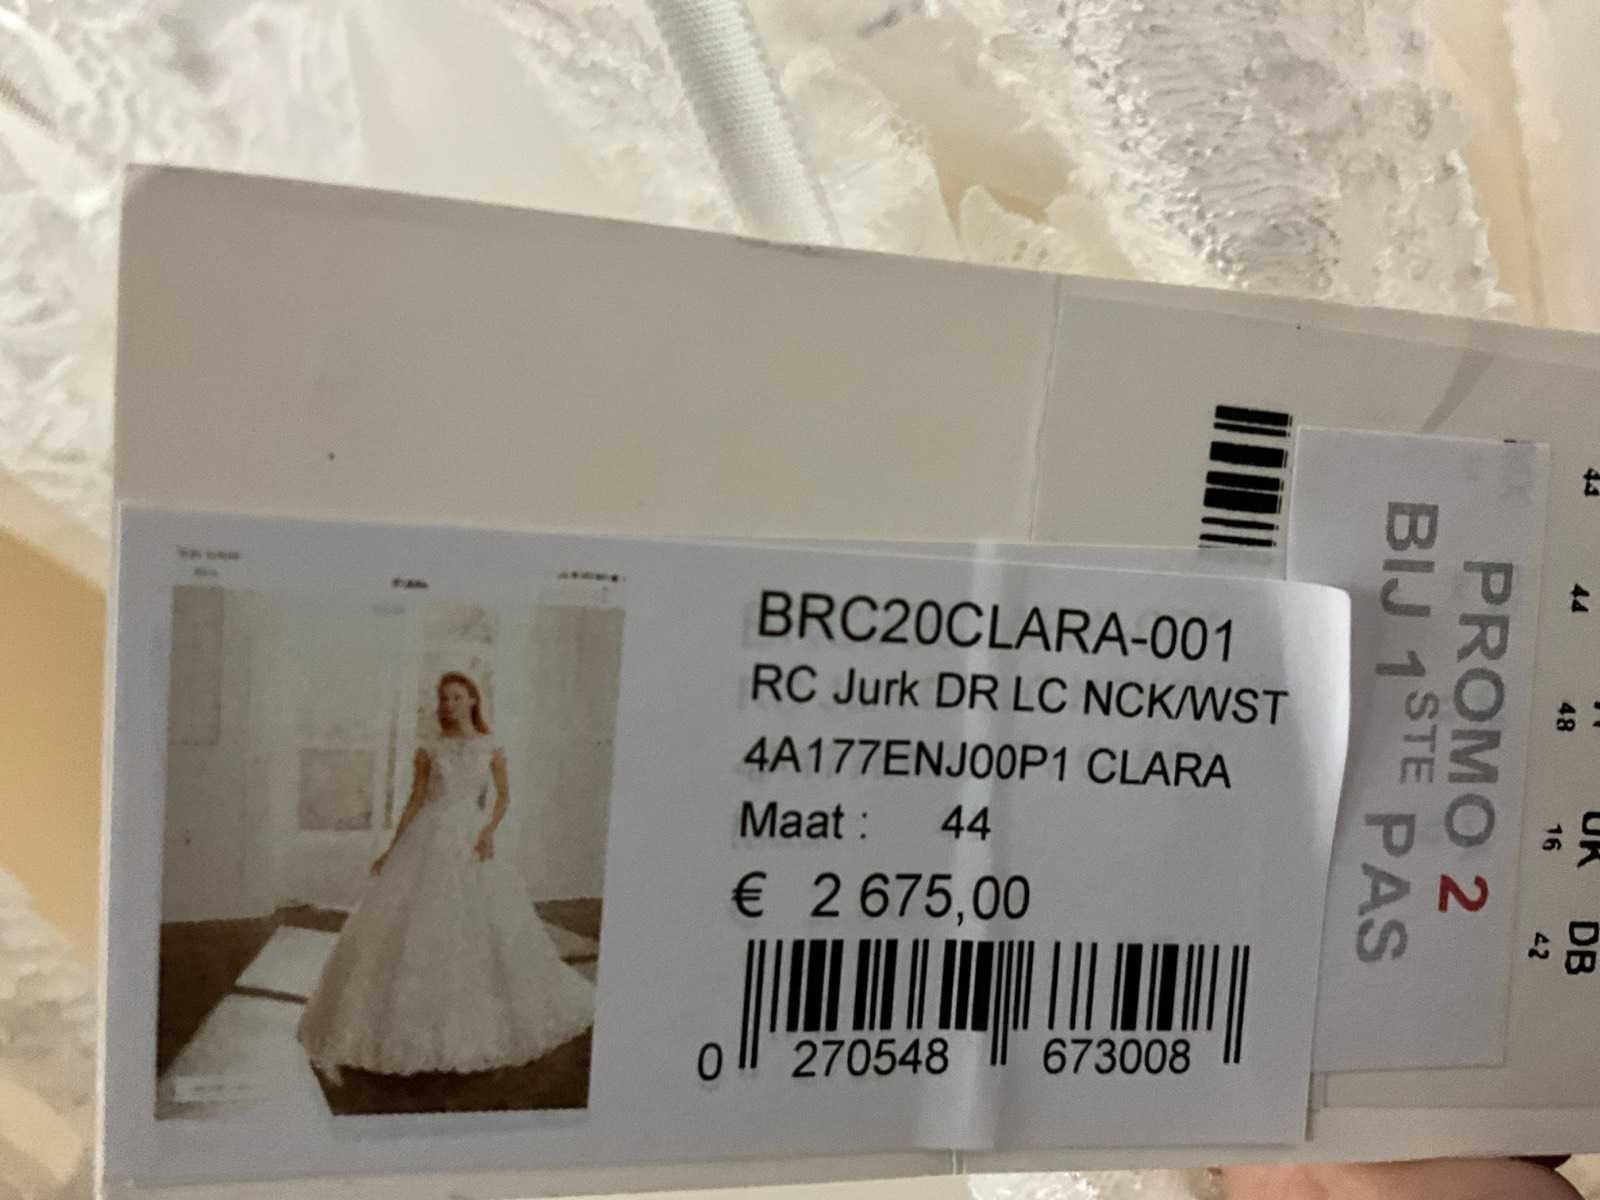 BRC20CLARA-001
RC Jurk DR LC NCK/WST
4A177ENJ00P1 CLARA
Maat : 44
€ 2 675,00
0 270548 673008
PROMO 2
BIJ 1STE PAS
44
44
48
UK
16
DB
42